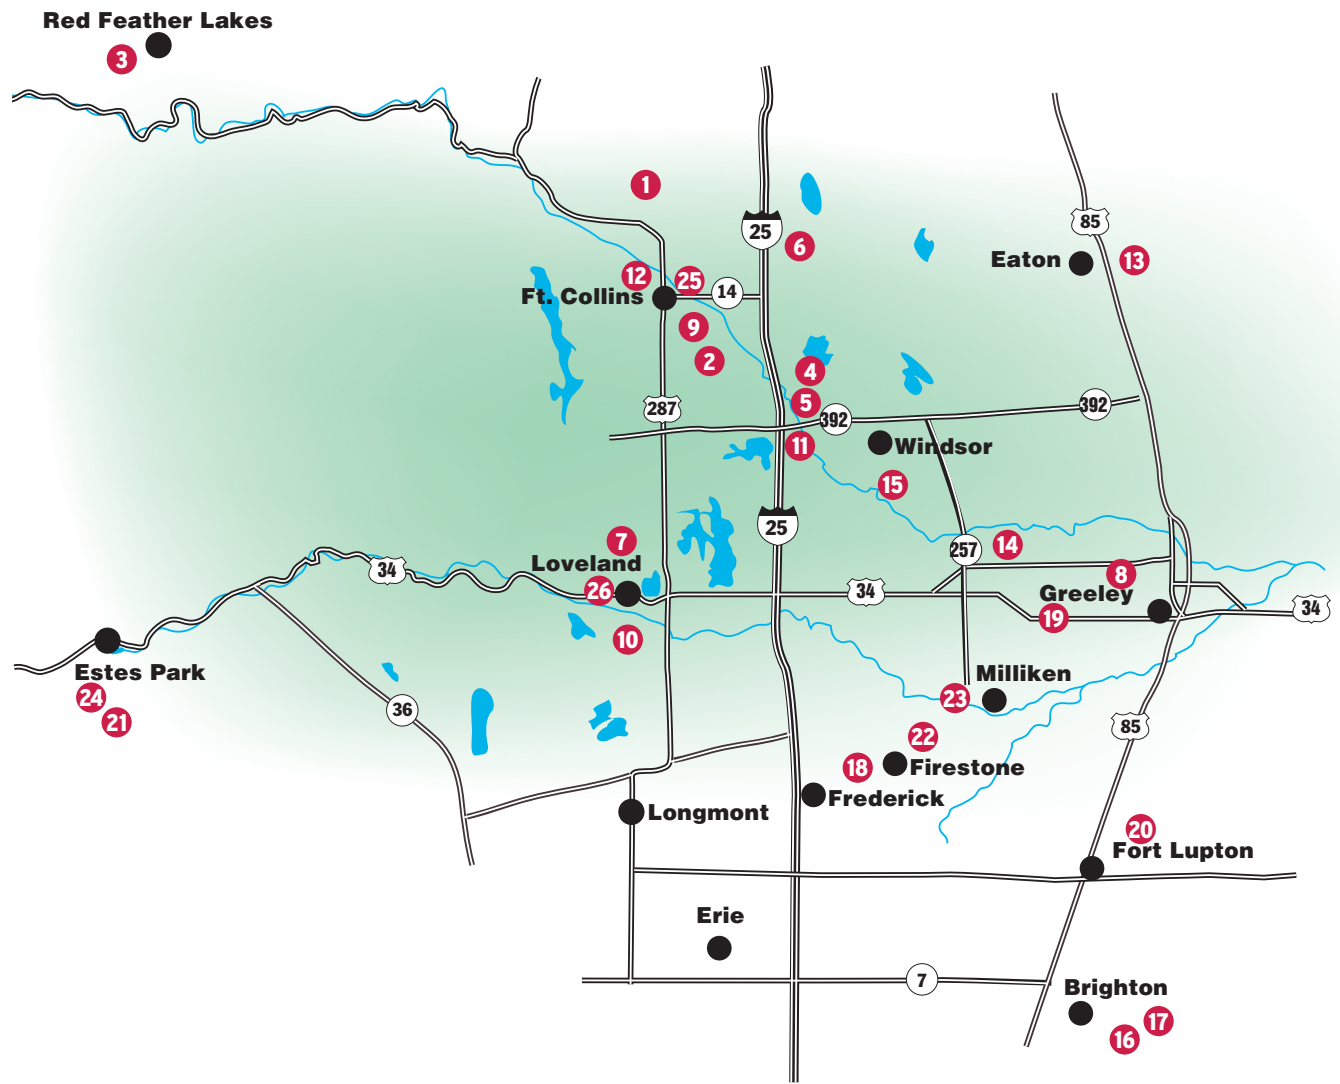 Red Feather Lakes
3
1
25
6
85
Eaton
13
12
25
Ft. Collins
14
9
2
4
287
5
392
392
11
Windsor
15
25
7
257
14
Loveland
34
8
26
34
Greeley
34
19
10
Estes Park
Milliken
24
23
21
36
85
22
18
Firestone
Frederick
Longmont
20
Fort Lupton
Erie
7
Brighton
17
16